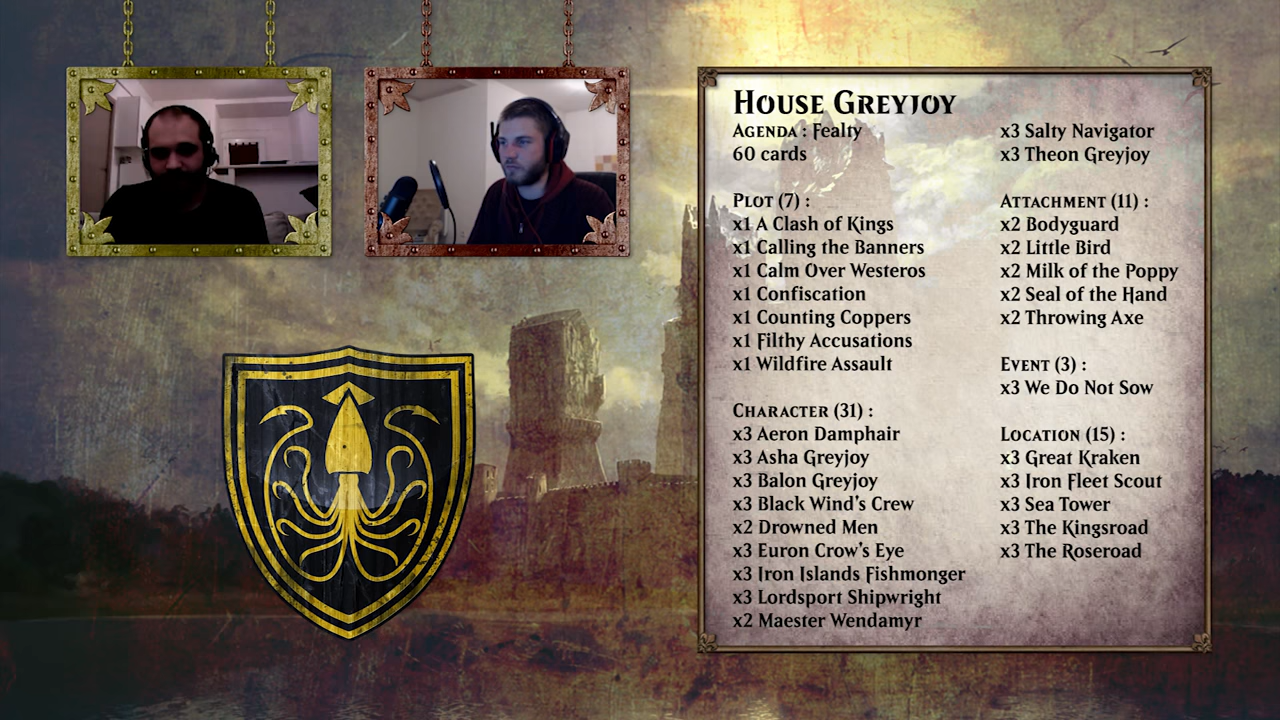 House Greyjoy
Agenda : Fealty
60 cards
Plot (7) :
x1 A Clash of Kings
x1 Calling the Banners
x1 Calm Over Westeros
x1 Confiscation
x1 Counting Coppers
x1 Filthy Accusations
x1 Wildfire Assault
Character (31) :
x3 Aeron Damphair
x3 Asha Greyjoy
x3 Balon Greyjoy
x3 Black Wind's Crew
x2 Drowned Men
x3 Euron Crow's Eye
x3 Iron Islands Fishmonger
x3 Lordsport Shipwright
x2 Maester Wendamyr
x3 Salty Navigator
x3 Theon Greyjoy
Attachment (11) :
x2 Bodyguard
x2 Little Bird
x2 Milk of the Poppy
x2 Seal of the Hand
x2 Throwing Axe
Event (3) :
x3 We Do Not Sow
Location (15) :
x3 Great Kraken
x3 Iron Fleet Scout
x3 Sea Tower
x3 The Kingsroad
x3 The Roseroad